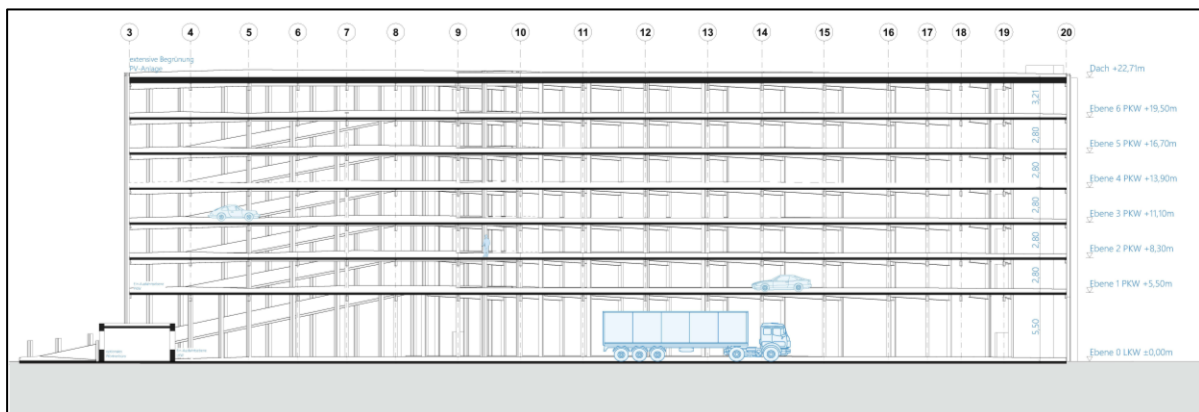 3 4 5 6 7 8 9 10 11 12 13 14 15 16 17 18 19 20
extensive Begrünung
PV-Anlage
Dach +22,71m
3,21
Ebene 6 PKW +19,50m
2,80
Ebene 5 PKW +16,70m
2,80
Ebene 4 PKW +13,90m
2,80
Ebene 3 PKW +11,10m
2,80
Ebene 2 PKW +8,30m
2,80
Ebene 1 PKW +5,50m
5,50
Ebene 0 LKW ±0,00m